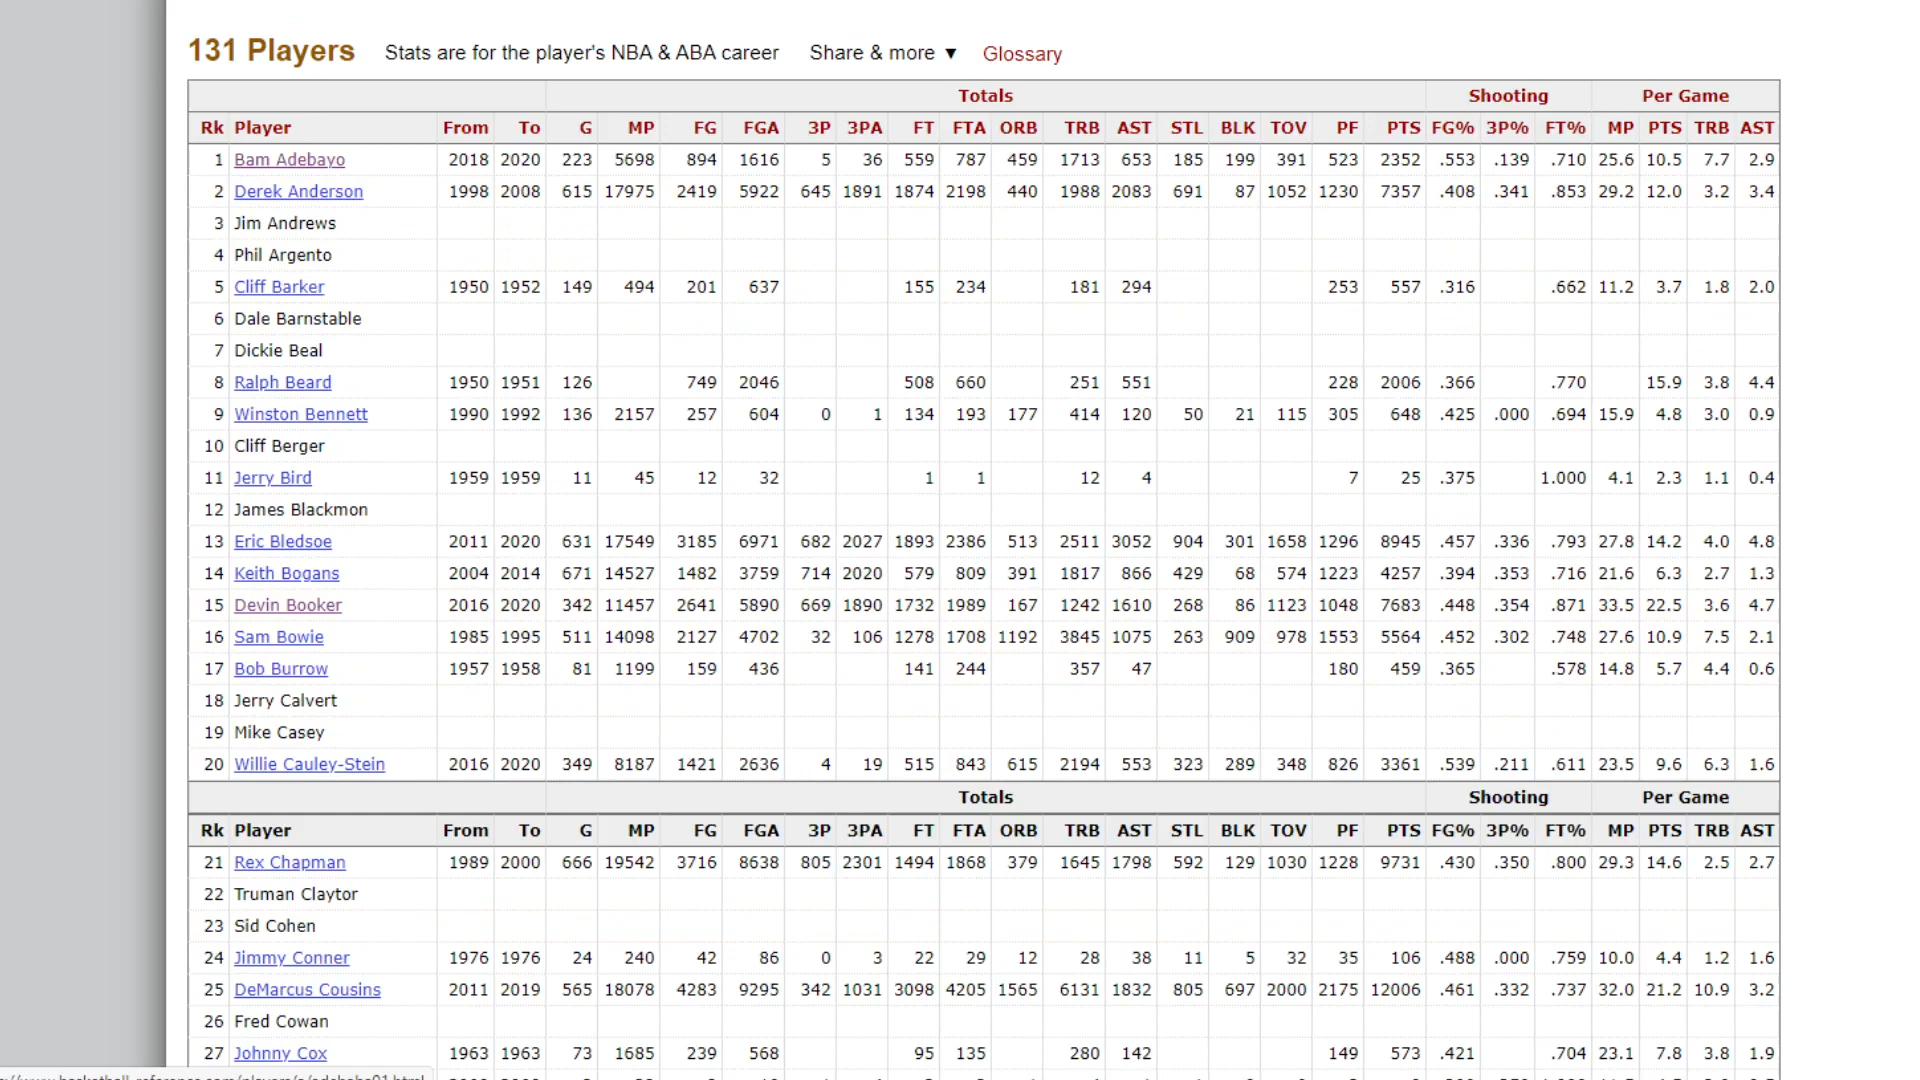 131 Players Stats are for the player's NBA & ABA career Share & more ▼ Glossary
Totals Shooting Per Game
Rk Player From To G MP FG FGA 3P 3PA FT FTA ORB TRB AST STL BLK TOV PF PTS FG% 3P% FT% MP PTS TRB AST
1 Bam Adebayo 2018 2020 223 5698 894 1616 5 36 559 787 459 1713 653 185 199 391 523 2352 .553 .139 .710 25.6 10.5 7.7 2.9
2 Derek Anderson 1998 2008 615 17975 2419 5922 645 1891 1874 2198 440 1988 2083 691 87 1052 1230 7357 .408 .341 .853 29.2 12.0 3.2 3.4
3 Jim Andrews
4 Phil Argento
5 Cliff Barker 1950 1952 149 494 201 637 155 234 181 294 253 557 .316 .662 11.2 3.7 1.8 2.0
6 Dale Barnstable
7 Dickie Beal
8 Ralph Beard 1950 1951 126 749 2046 508 660 251 551 228 2006 .366 .770 15.9 3.8 4.4
9 Winston Bennett 1990 1992 136 2157 257 604 0 1 134 193 177 414 120 50 21 115 305 648 .425 .000 .694 15.9 4.8 3.0 0.9
10 Cliff Berger
11 Jerry Bird 1959 1959 11 45 12 32 1 1 12 4 7 25 .375 1.000 4.1 2.3 1.1 0.4
12 James Blackmon
13 Eric Bledsoe 2011 2020 631 17549 3185 6971 682 2027 1893 2386 513 2511 3052 904 301 1658 1296 8945 .457 .336 .793 27.8 14.2 4.0 4.8
14 Keith Bogans 2004 2014 671 14527 1482 3759 714 2020 579 809 391 1817 866 429 68 574 1223 4257 .394 .353 .716 21.6 6.3 2.7 1.3
15 Devin Booker 2016 2020 342 11457 2641 5890 669 1890 1732 1989 167 1242 1610 268 86 1123 1048 7683 .448 .354 .871 33.5 22.5 3.6 4.7
16 Sam Bowie 1985 1995 511 14098 2127 4702 32 106 1278 1708 1192 3845 1075 263 909 978 1553 5564 .452 .302 .748 27.6 10.9 7.5 2.1
17 Bob Burrow 1957 1958 81 1199 159 436 141 244 357 47 180 459 .365 .578 14.8 5.7 4.4 0.6
18 Jerry Calvert
19 Mike Casey
20 Willie Cauley-Stein 2016 2020 349 8187 1421 2636 4 19 515 843 615 2194 553 323 289 348 826 3361 .539 .211 .611 23.5 9.6 6.3 1.6
Totals Shooting Per Game
Rk Player From To G MP FG FGA 3P 3PA FT FTA ORB TRB AST STL BLK TOV PF PTS FG% 3P% FT% MP PTS TRB AST
21 Rex Chapman 1989 2000 666 19542 3716 8638 805 2301 1494 1868 379 1645 1798 592 129 1030 1228 9731 .430 .350 .800 29.3 14.6 2.5 2.7
22 Truman Claytor
23 Sid Cohen
24 Jimmy Conner 1976 1976 24 240 42 86 0 3 22 29 12 28 38 11 5 32 35 106 .488 .000 .759 10.0 4.4 1.2 1.6
25 DeMarcus Cousins 2011 2019 565 18078 4283 9295 342 1031 3098 4205 1565 6131 1832 805 697 2000 2175 12006 .461 .332 .737 32.0 21.2 10.9 3.2
26 Fred Cowan
27 Johnny Cox 1963 1963 73 1685 239 568 95 135 280 142 149 573 .421 .704 23.1 7.8 3.8 1.9